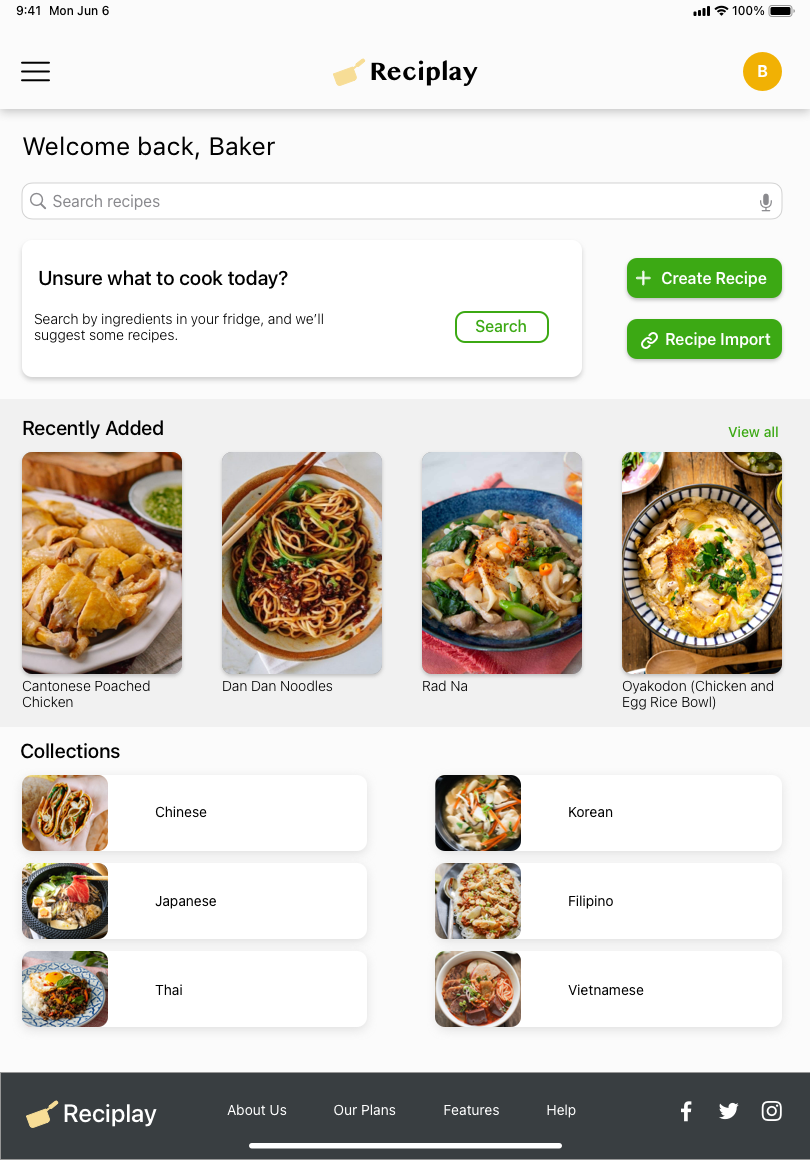 9:41 Mon Jun 6 100%
Reciplay
B
Welcome back, Baker
Search recipes
Unsure what to cook today?
Search by ingredients in your fridge, and we’ll
suggest some recipes.
Search
Create Recipe
Recipe Import
Recently Added
View all
Cantonese Poached
Chicken
Dan Dan Noodles
Rad Na
Oyakodon (Chicken and
Egg Rice Bowl)
Collections
Chinese
Korean
Japanese
Filipino
Thai
Vietnamese
Reciplay
About Us
Our Plans
Features
Help